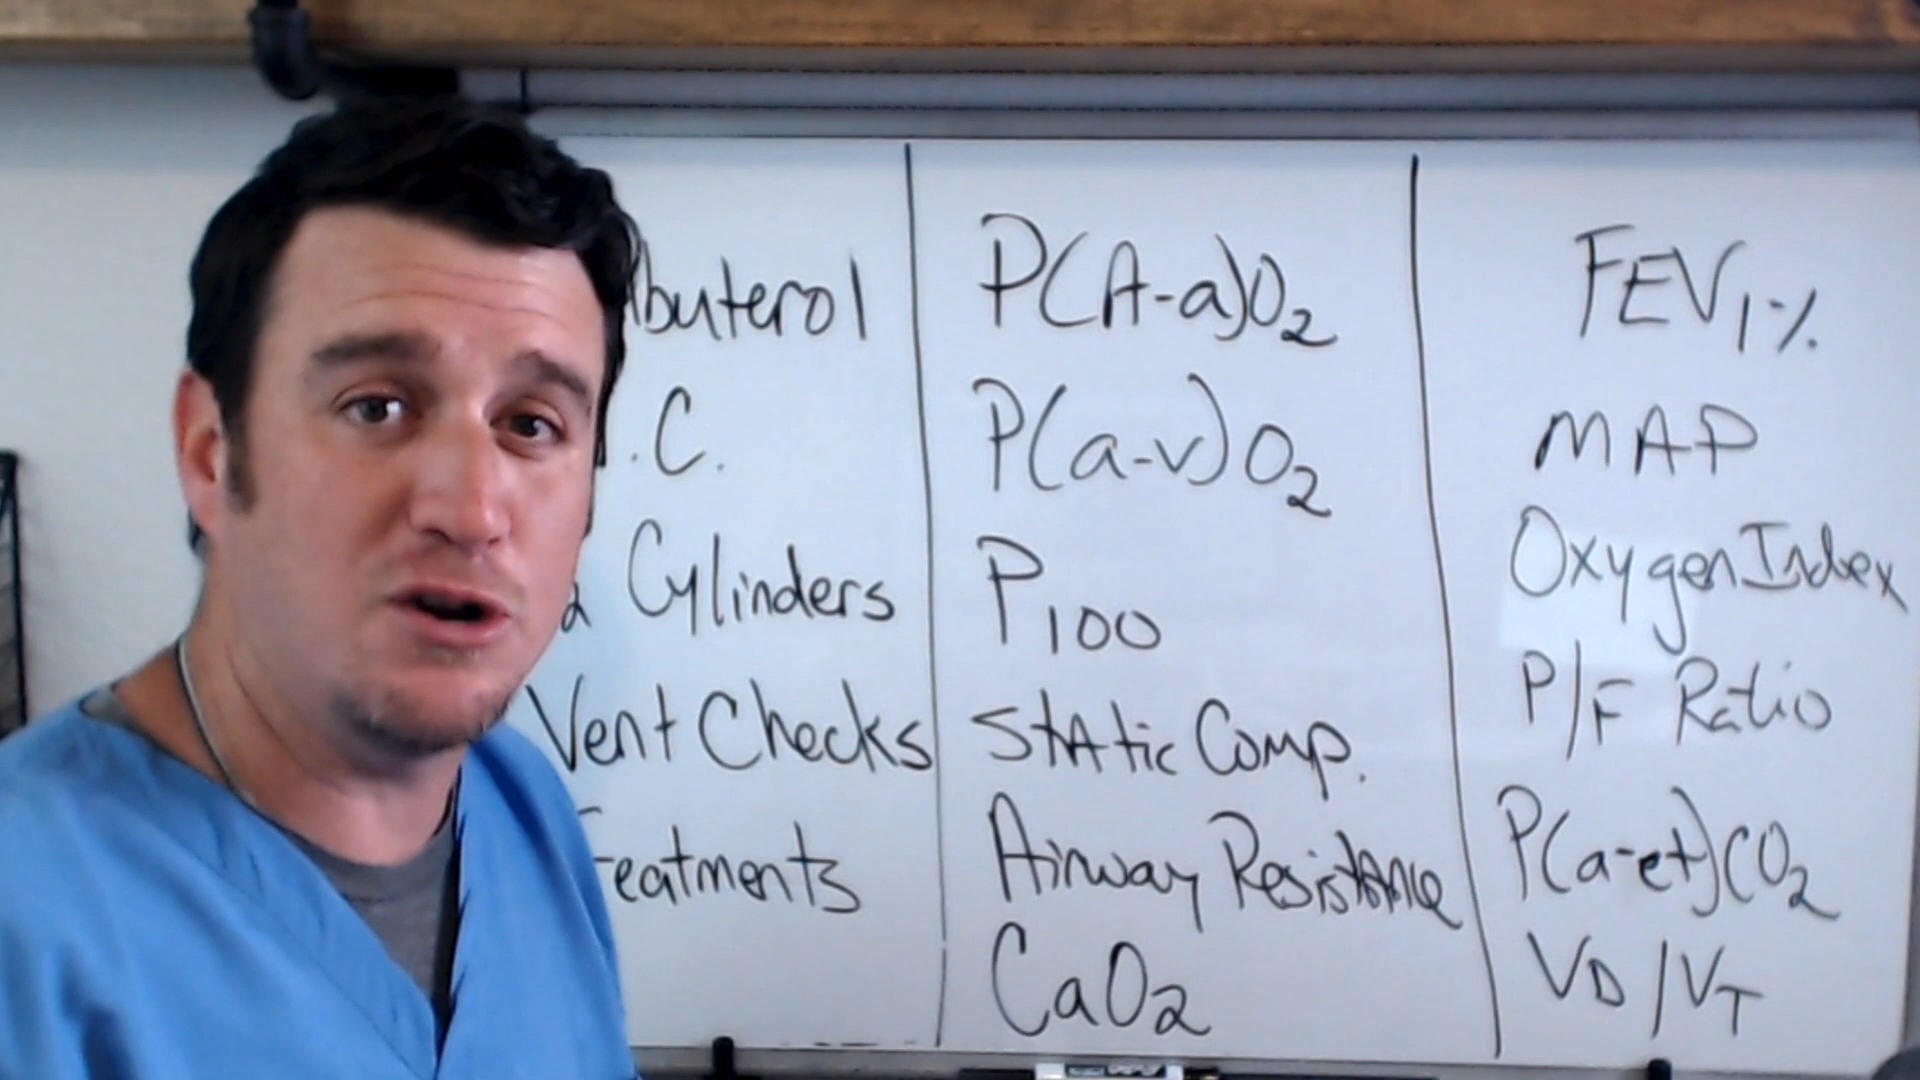 buterol
.C.
Cylinders
Vent Checks
eatments
P(A-a)O2
P(a-v)O2
P100
Static Comp.
Airway Resistance
CaO2
FEV1%
MAP
Oxygen Index
P/F Ratio
P(a-et)CO2
VD/VT